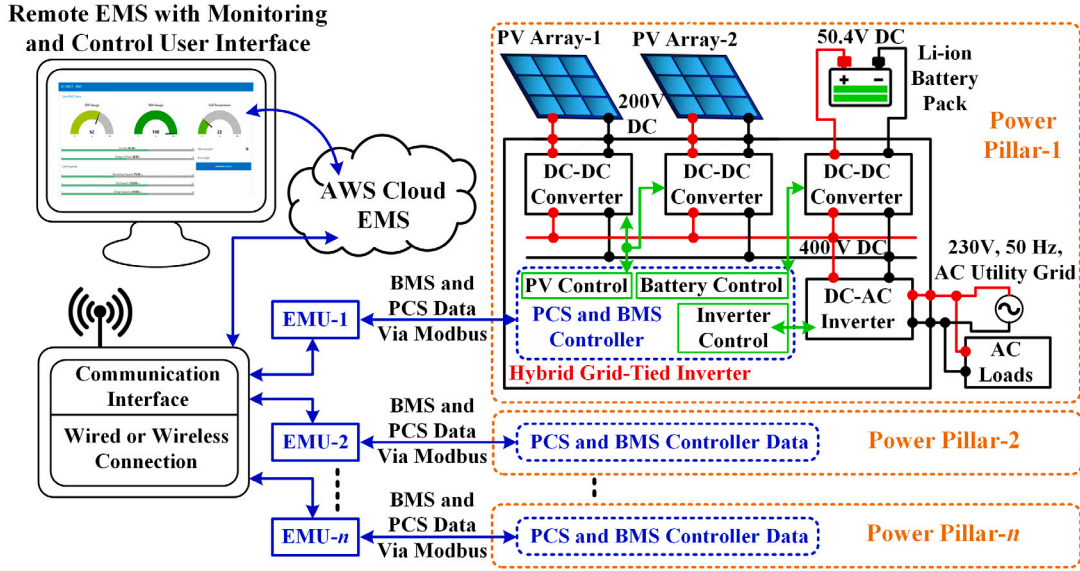 Remote EMS with Monitoring
and Control User Interface
62
100
22
AWS Cloud
EMS
Communication
Interface
Wired or Wireless
Connection
EMU-1
EMU-2
EMU-n
BMS and
PCS Data
Via Modbus
BMS and
PCS Data
Via Modbus
BMS and
PCS Data
Via Modbus
PV Array-1
PV Array-2
50.4V DC
Li-ion
Battery
Pack
200V
DC
Power
Pillar-1
DC-DC
Converter
DC-DC
Converter
DC-DC
Converter
400 V DC
230V, 50 Hz,
AC Utility Grid
PV Control
Battery Control
DC-AC
Inverter
PCS and BMS
Controller
Inverter
Control
AC
Loads
Hybrid Grid-Tied Inverter
PCS and BMS Controller Data
Power Pillar-2
PCS and BMS Controller Data
Power Pillar-n